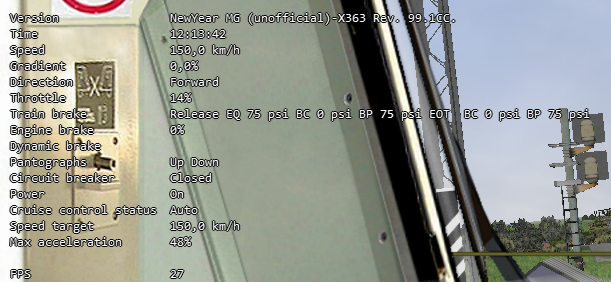 Version NewYear MG (unofficial)-X363 Rev. 99.1CC.
Time 12:13:42
Speed 150,0 km/h
Gradient 0,0%
Direction Forward
Throttle 14%
Train brake Release EQ 75 psi BC 0 psi BP 75 psi EOT BC 0 psi BP 75 psi
Engine brake 0%
Dynamic brake
Pantographs Up Down
Circuit breaker Closed
Power On
Cruise control status Auto
Speed target 150,0 km/h
Max acceleration 48%
FPS 27